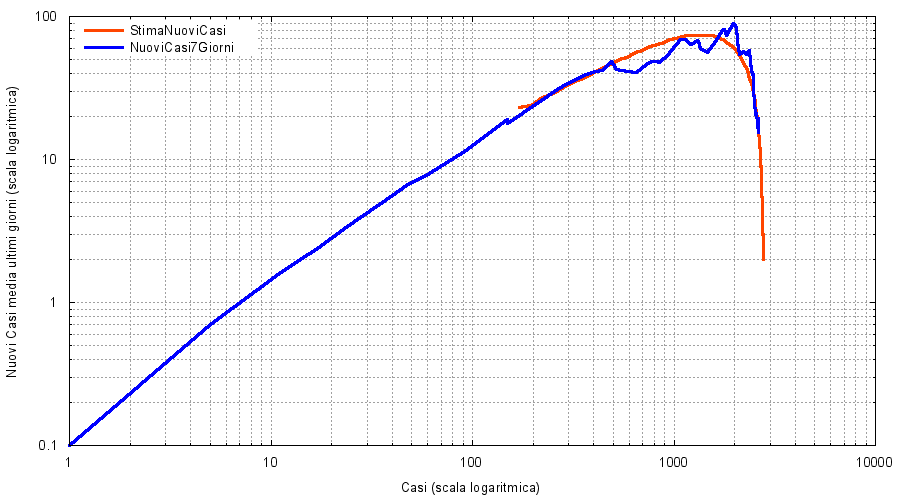 100
StimaNuoviCasi
NuoviCasi7Giorni
10
1
0.1
Nuovi Casi media ultimi giorni (scala logaritmica)
1 10 100 1000 10000
Casi (scala logaritmica)